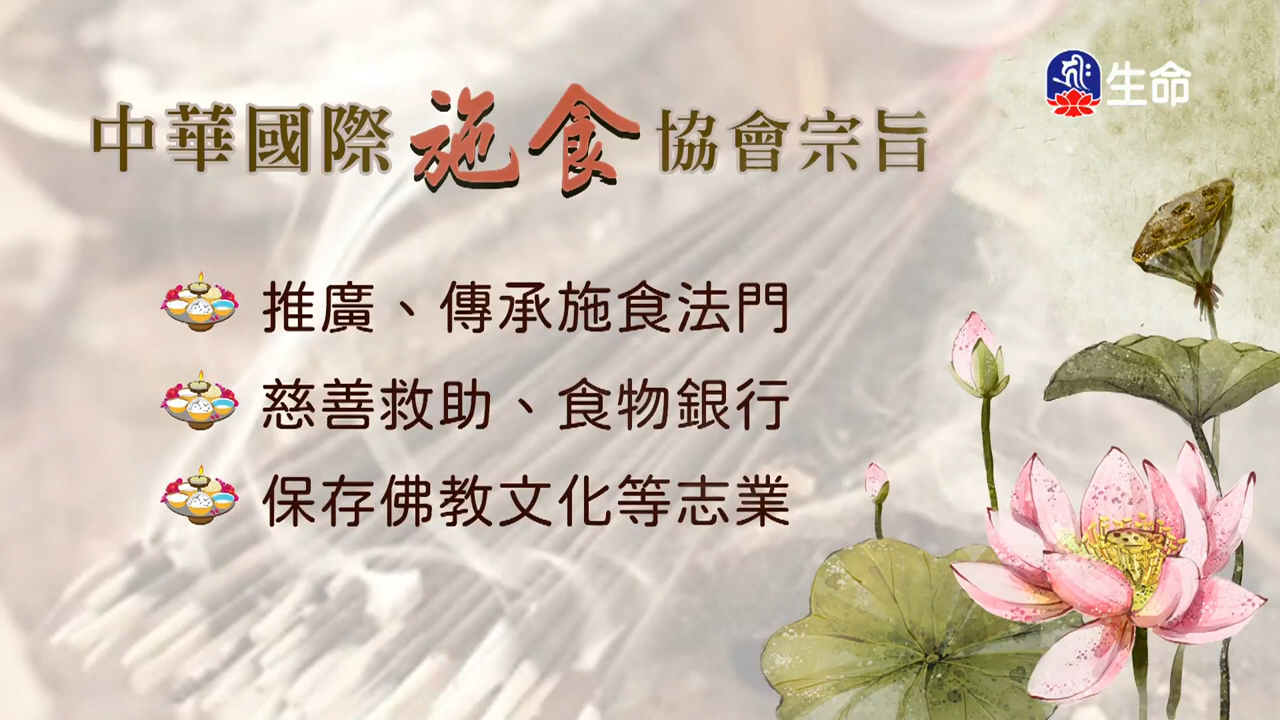 生命
中華國際施食協會宗旨
推廣、傳承施食法門
慈善救助、食物銀行
保存佛教文化等志業